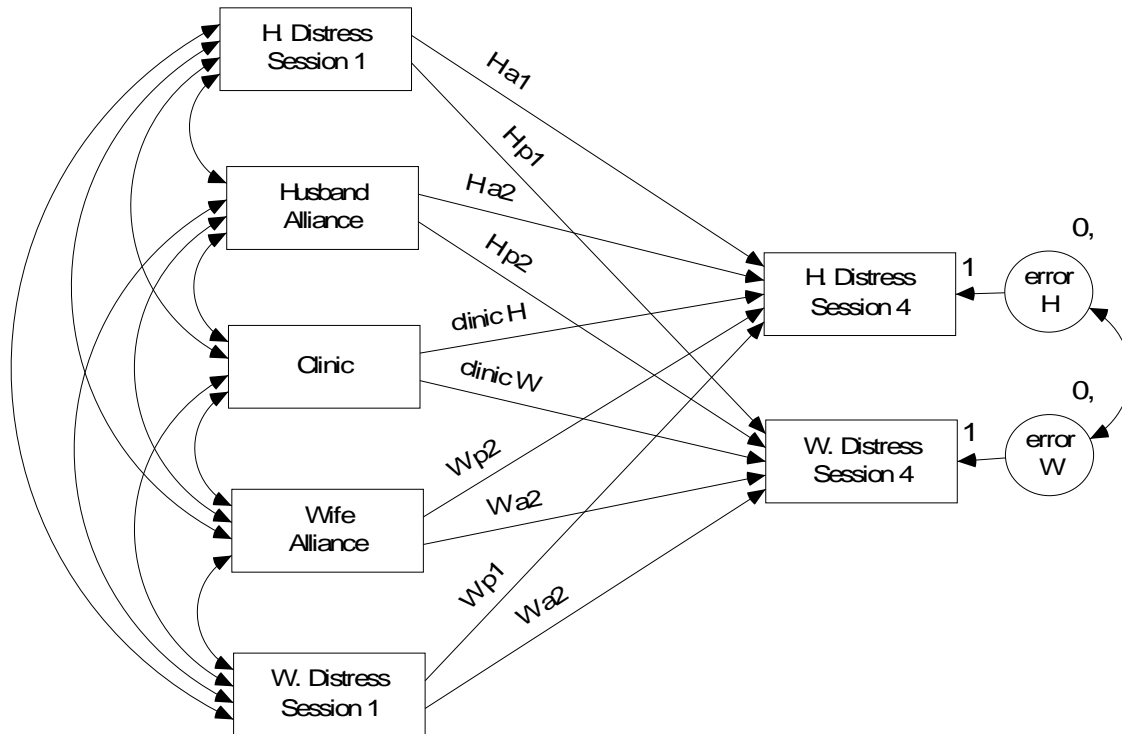 H. Distress
Session 1
Ha1
Hp1
Husband
Alliance
Ha2
Hp2
Clinic
clinic H
clinic W
Wife
Alliance
Wp2
Wa2
W. Distress
Session 1
Wp1
Wa2
H. Distress
Session 4
1
0,
error
H
W. Distress
Session 4
1
0,
error
W